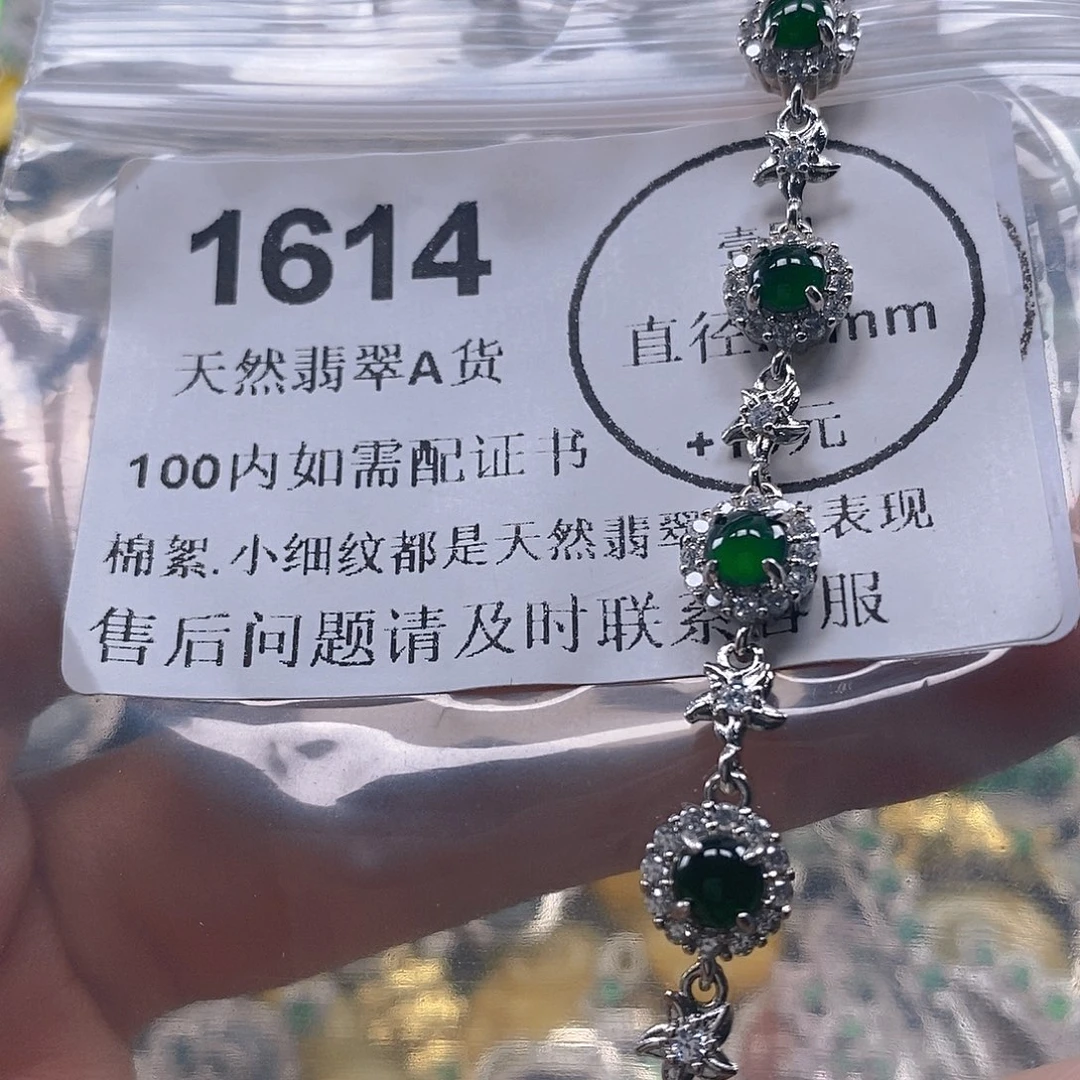 1614
天然翡翠A货
直径 mm
+ 元
100内如需配证书
棉絮.小细纹都是天然翡翠 表现
售后问题请及时联系客服